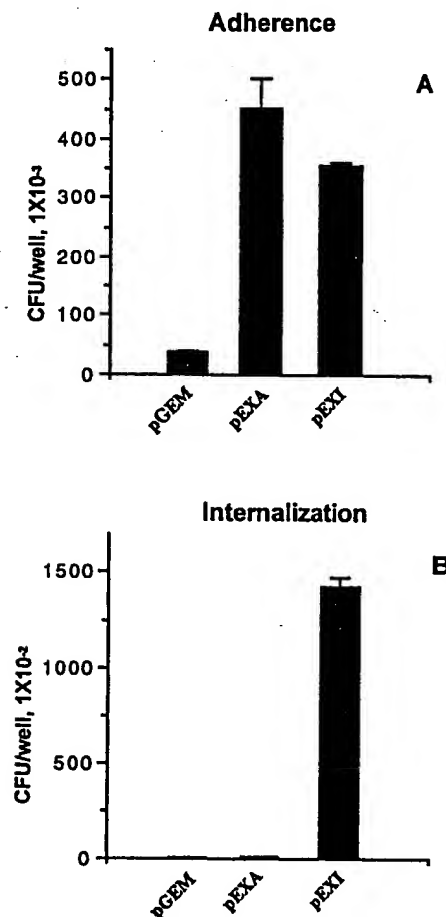 Adherence
A
500
400
300
200
100
0
CFU/well, 1X10-3
pGEM
pEXA
pEXI
Internalization
B
1500
1000
500
0
CFU/well, 1X10-2
pGEM
pEXA
pEXI